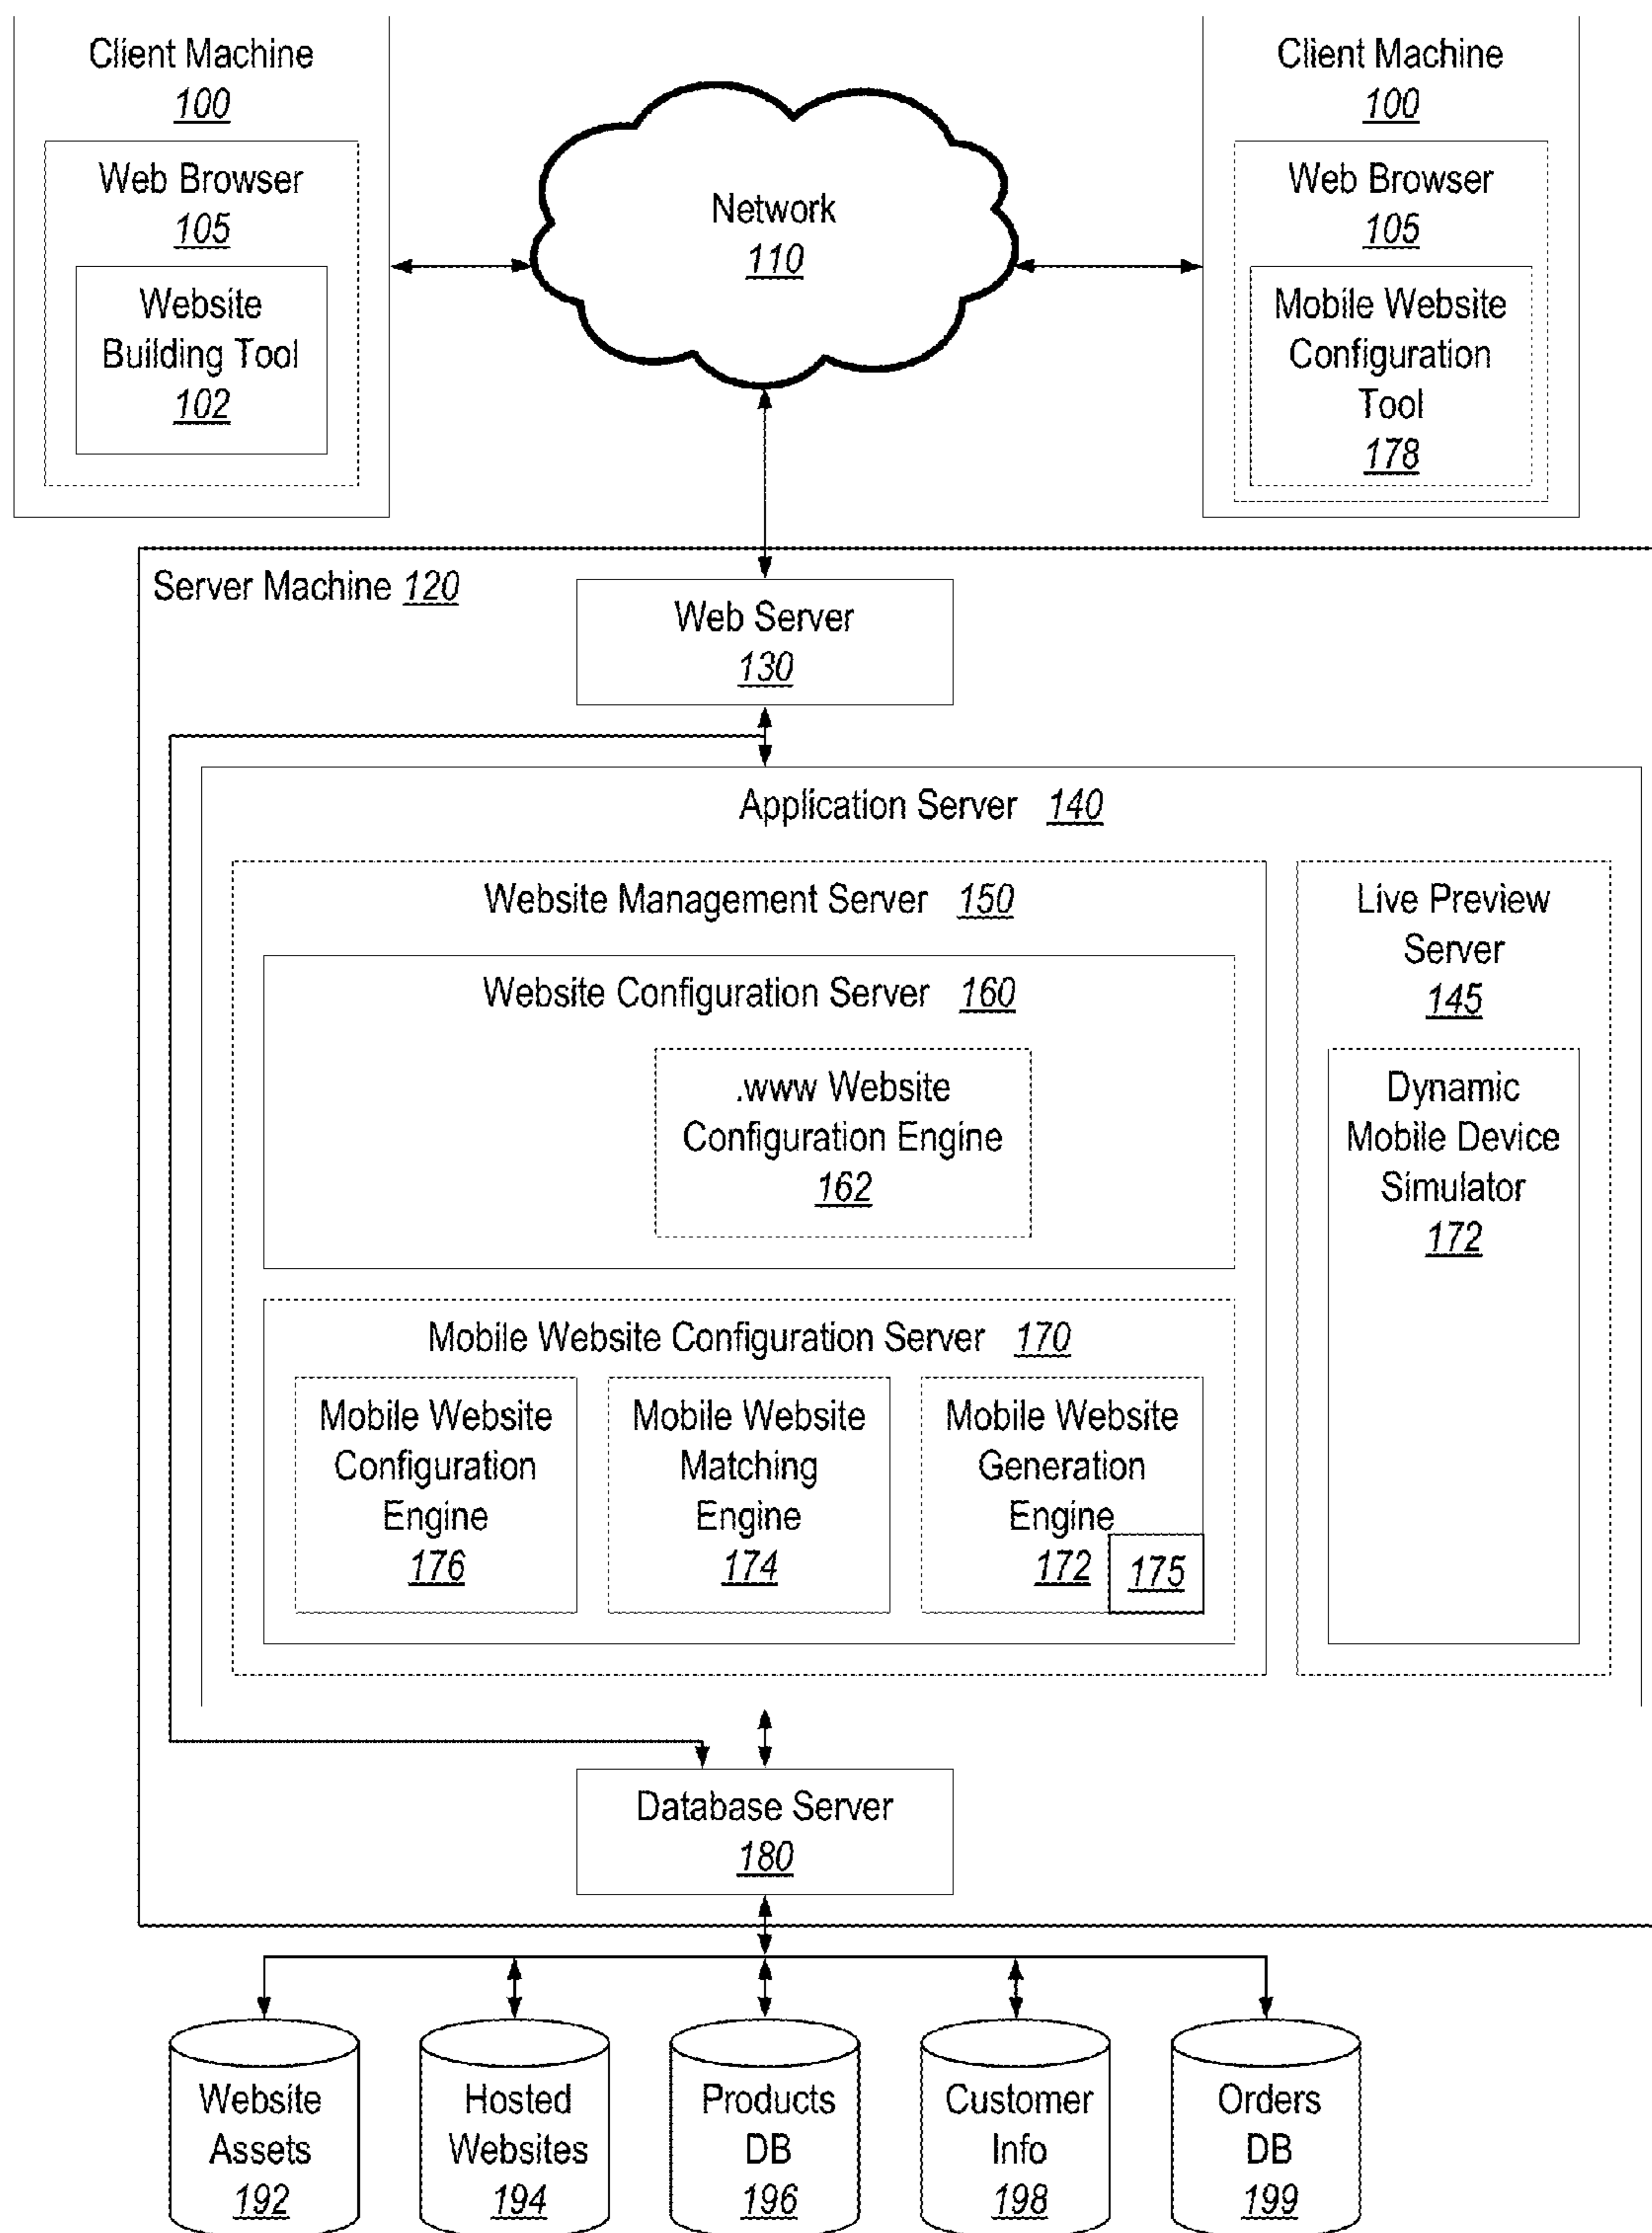 Client Machine
100
Web Browser
105
Website
Building Tool
102
Network
110
Client Machine
100
Web Browser
105
Mobile Website
Configuration
Tool
178
Server Machine 120
Web Server
130
Application Server 140
Website Management Server 150
Website Configuration Server 160
.www Website
Configuration Engine
162
Mobile Website Configuration Server 170
Mobile Website
Configuration
Engine
176
Mobile Website
Matching
Engine
174
Mobile Website
Generation
Engine
172
175
Live Preview
Server
145
Dynamic
Mobile Device
Simulator
172
Database Server
180
Website
Assets
192
Hosted
Websites
194
Products
DB
196
Customer
Info
198
Orders
DB
199